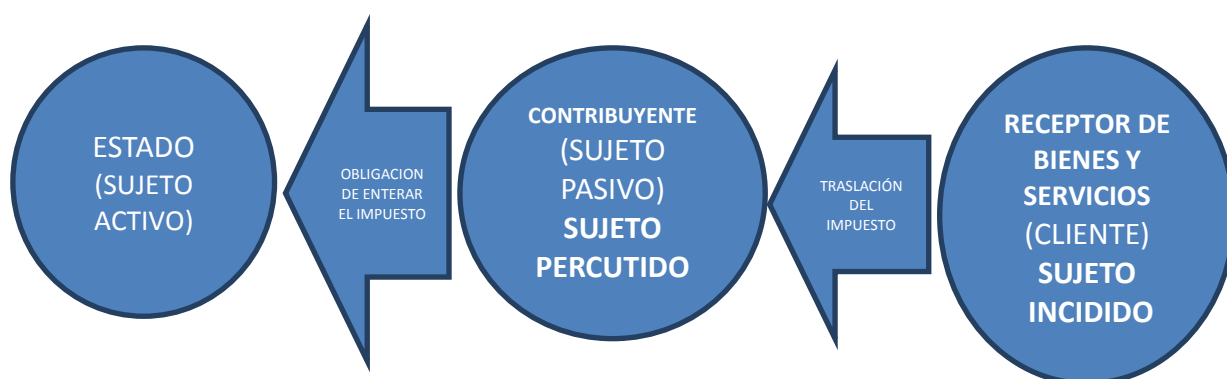 ESTADO
(SUJETO
ACTIVO)
OBLIGACION
DE ENTERAR
EL IMPUESTO
CONTRIBUYENTE
(SUJETO
PASIVO)
SUJETO
PERCUTIDO
TRASLACIÓN
DEL
IMPUESTO
RECEPTOR DE
BIENES Y
SERVICIOS
(CLIENTE)
SUJETO
INCIDIDO